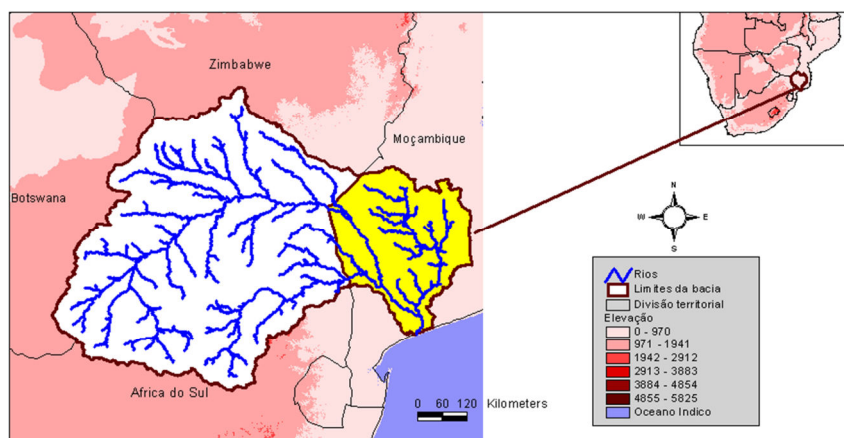 Zimbabwe
Moçambique
Botswana
Africa do Sul
0 60 120 Kilometers
N
W E
S
Rios
Limites da bacia
Divisão territorial
Elevação
0 - 970
971 - 1941
1942 - 2912
2913 - 3883
3884 - 4854
4855 - 5825
Oceano Indico